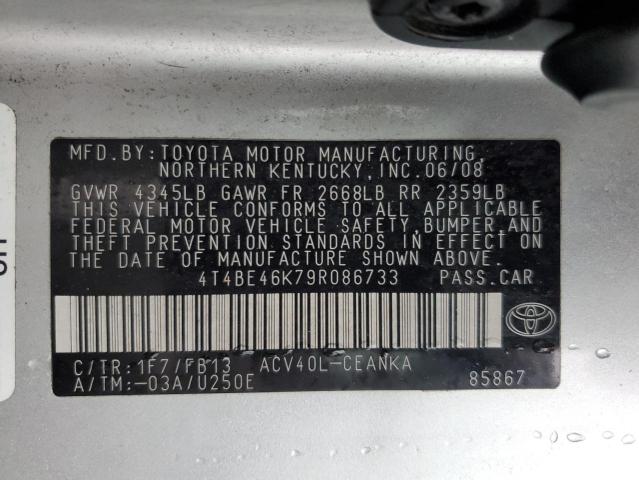 MFD.BY:TOYOTA MOTOR MANUFACTURING,
NORTHERN KENTUCKY,INC.06/08
GVWR 4345LB GAWR FR 2668LB RR 2359LB
THIS VEHICLE CONFORMS TO ALL APPLICABLE
FEDERAL MOTOR VEHICLE SAFETY,BUMPER,AND
THEFT PREVENTION STANDARDS IN EFFECT ON
THE DATE OF MANUFACTURE SHOWN ABOVE.
4T4BE46K79R086733 PASS.CAR
C/TR:1F7/FB13 ACV40L-CEANKA
A/TM:-03A/U250E 85867